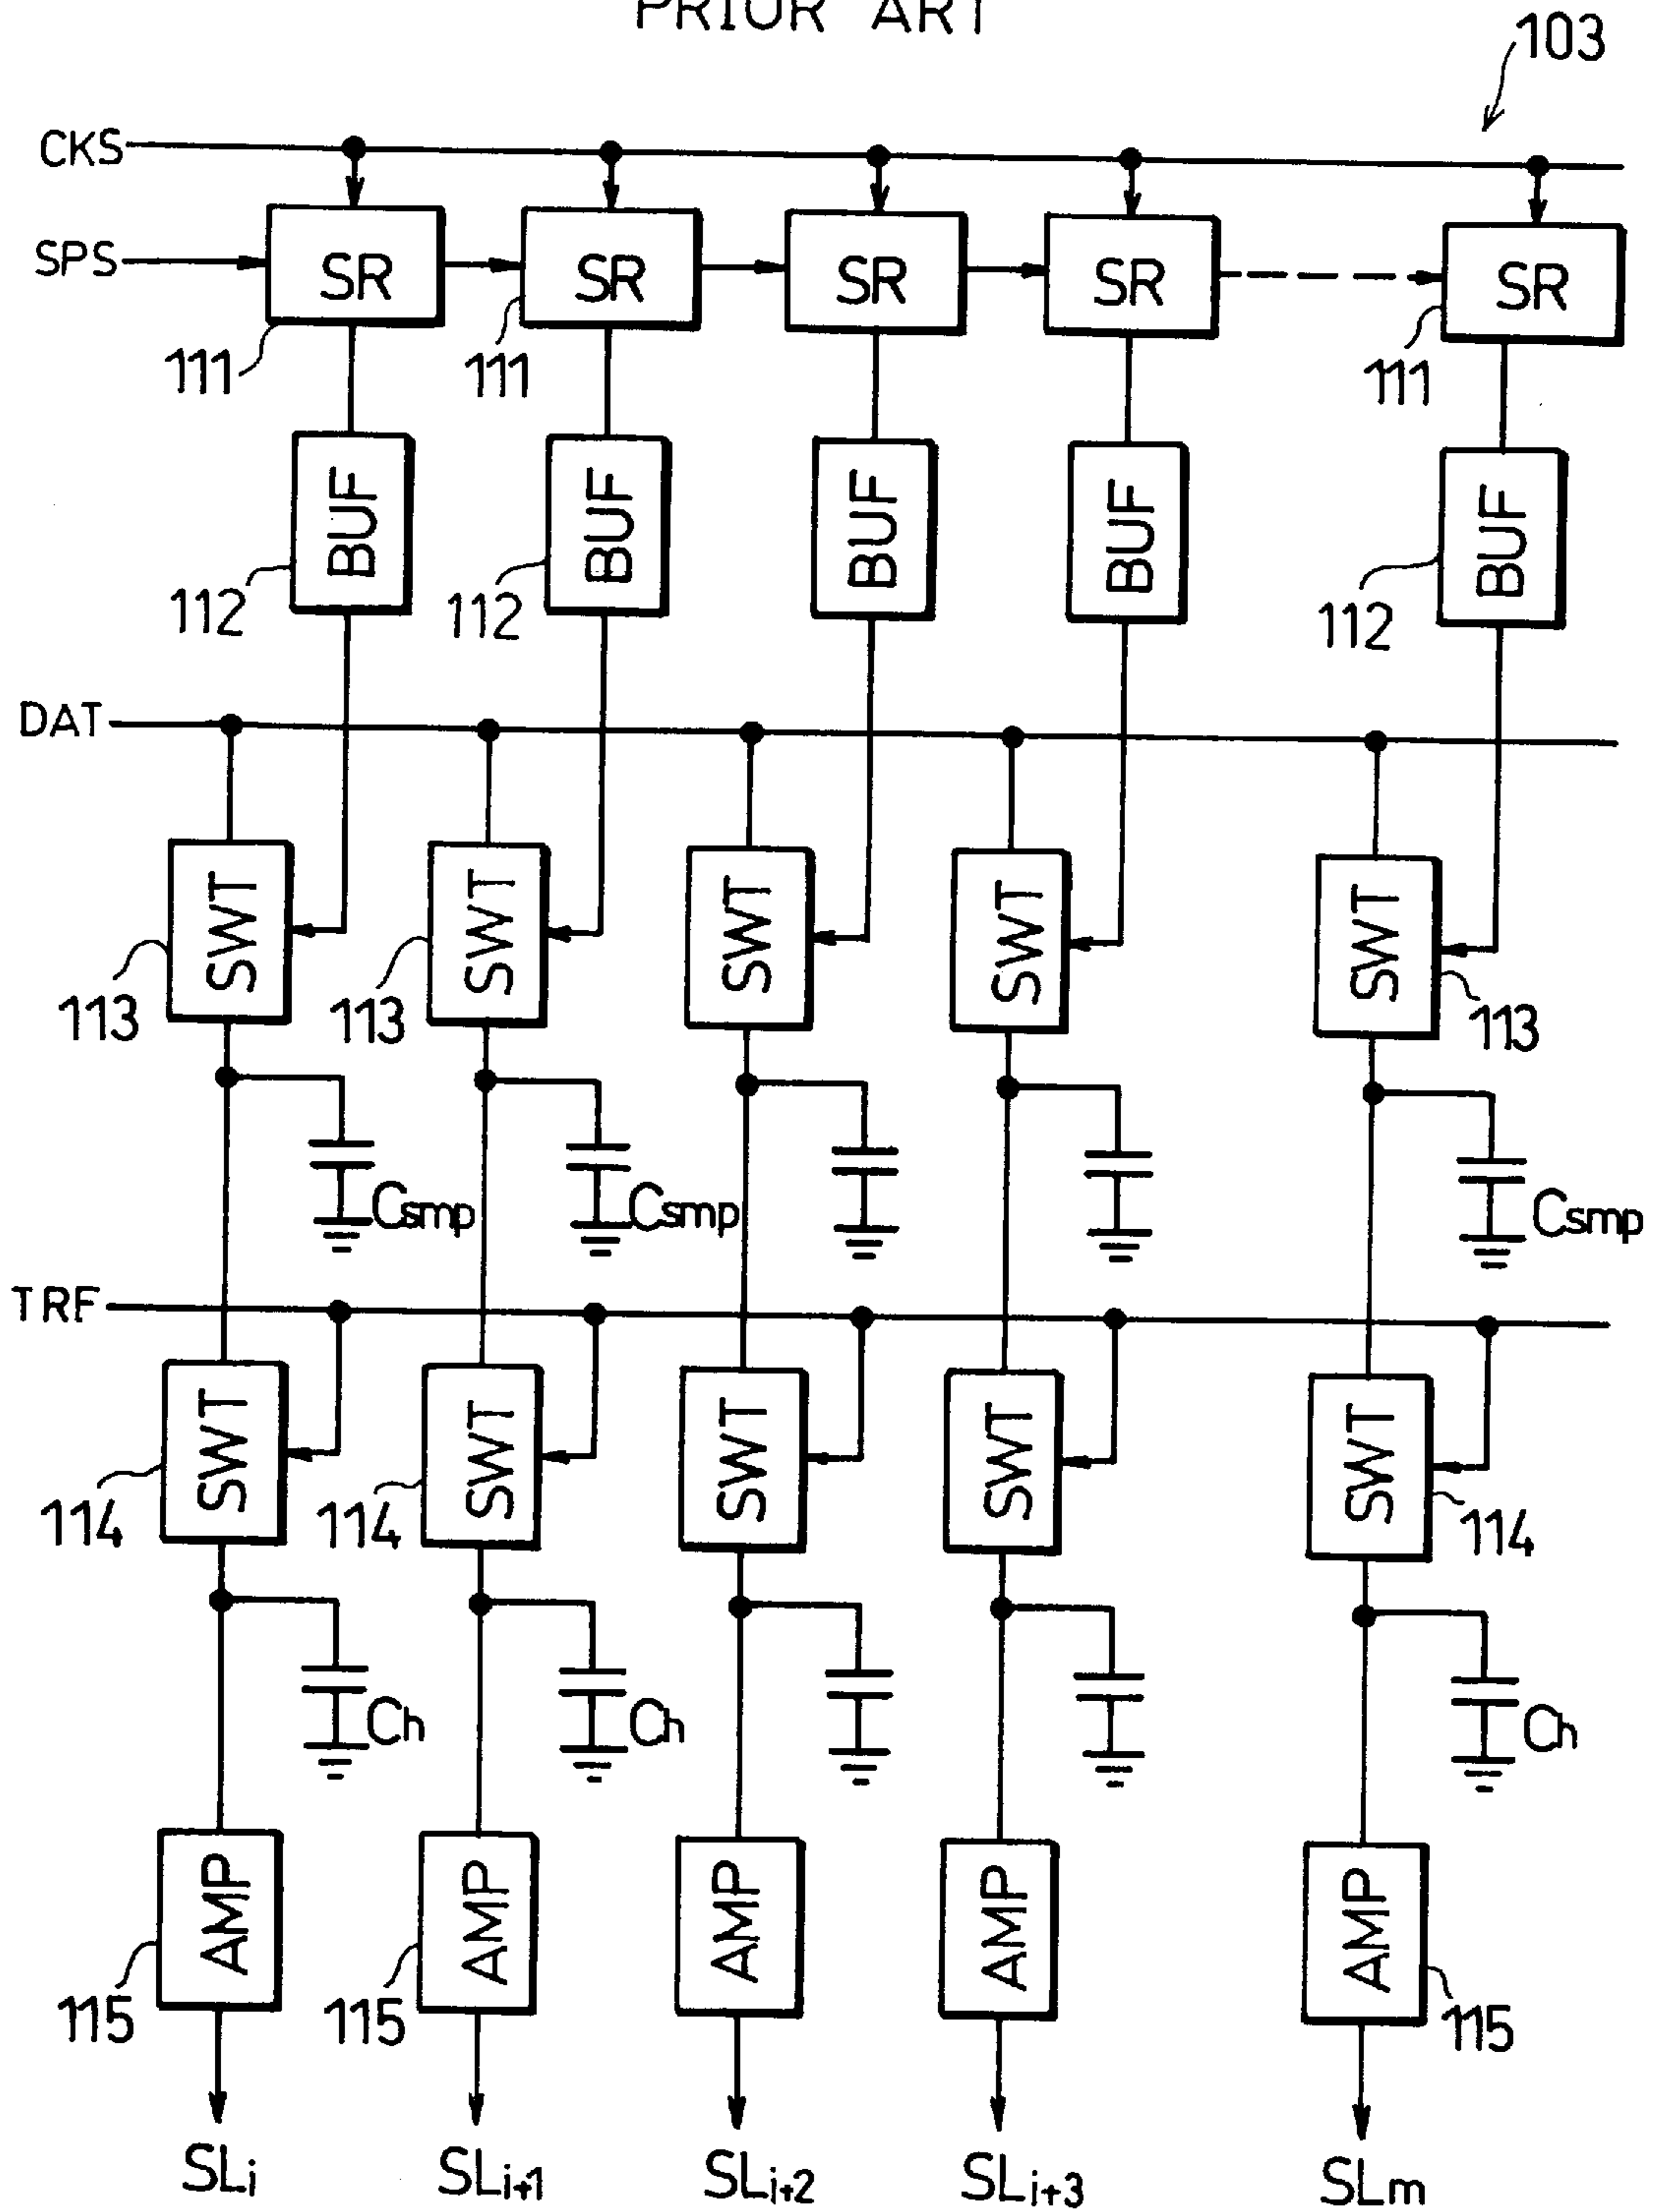 PRIOR ART
103
CKS
SPS
SR SR SR SR SR
111 111 111
BUF BUF BUF BUF BUF
112 112 112
DAT
SWT SWT SWT SWT SWT
113 113 113
Csmp Csmp Csmp
TRF
SWT SWT SWT SWT SWT
114 114 114
Ch Ch Ch
AMP AMP AMP AMP AMP
115 115 115
SLi SLi+1 SLi+2 SLi+3 SLm